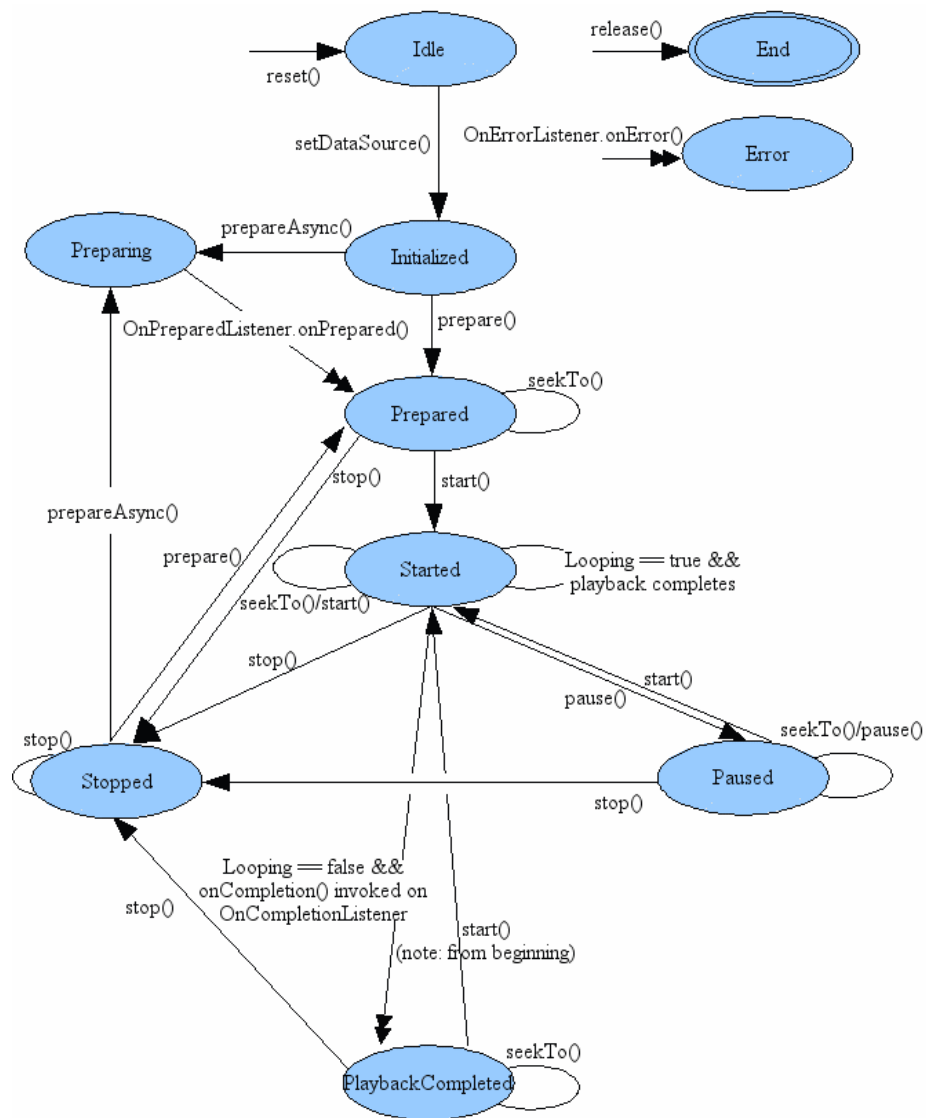 Idle
release()
End
reset()
OnErrorListener.onError()
Error
setDataSource()
Preparing
prepareAsync()
Initialized
OnPreparedListener.onPrepared()
prepare()
seekTo()
Prepared
stop()
start()
prepareAsync()
prepare()
Started
Looping == true &&
playback completes
seekTo()/start()
stop()
start()
pause()
seekTo()/pause()
stop()
Stopped
Paused
stop()
Looping == false &&
onCompletion() invoked on
OnCompletionListener
stop()
start()
(note: from beginning)
seekTo()
PlaybackCompleted